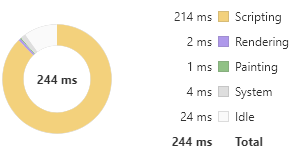 244 ms
214 ms Scripting
2 ms Rendering
1 ms Painting
4 ms System
24 ms Idle
244 ms Total